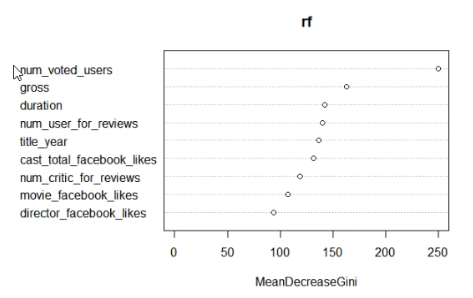 rf
num_voted_users
gross
duration
num_user_for_reviews
title_year
cast_total_facebook_likes
num_critic_for_reviews
movie_facebook_likes
director_facebook_likes
0 50 100 150 200 250
MeanDecreaseGini